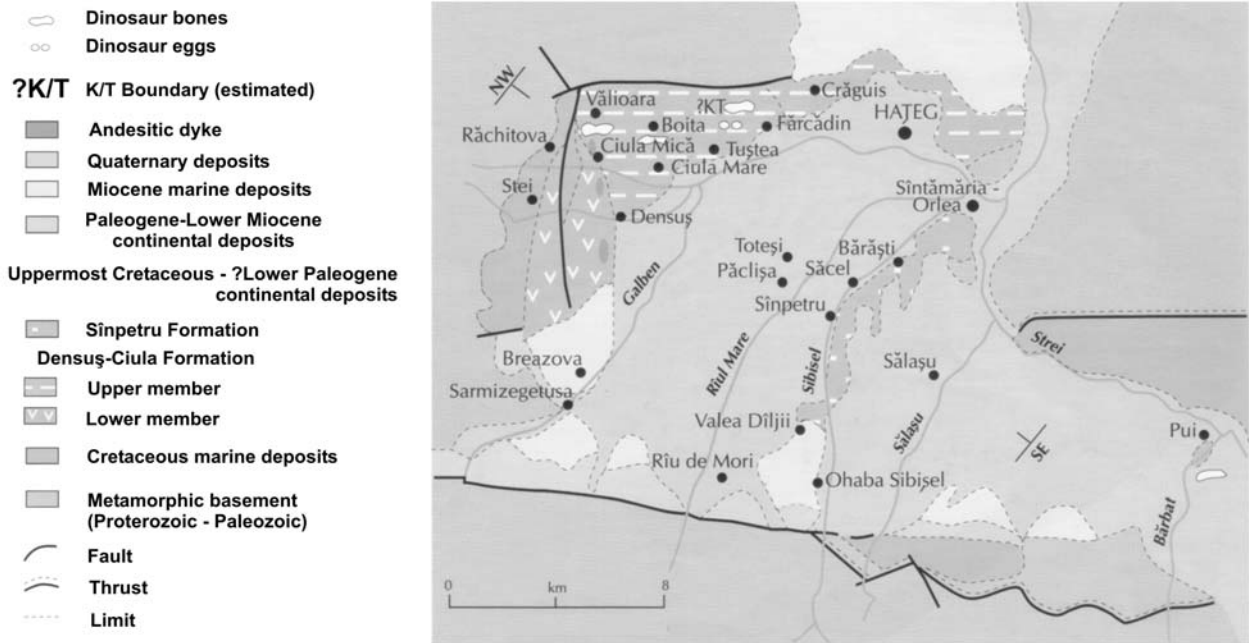 Dinosaur bones
Dinosaur eggs
?K/T K/T Boundary (estimated)
Andesitic dyke
Quaternary deposits
Miocene marine deposits
Paleogene-Lower Miocene
continental deposits
Uppermost Cretaceous - ?Lower Paleogene
continental deposits
Sînpetru Formation
Densuş-Ciula Formation
Upper member
Lower member
Cretaceous marine deposits
Metamorphic basement
(Proterozoic - Paleozoic)
Fault
Thrust
Limit
NW
Vălioara
?KT
Crăguis
Răchitova
Boita
Fărcădin
HAŢEG
Ciula Mică
Tuştea
Ciula Mare
Stei
Sîntămăria -
Orlea
Densuş
Toteşi
Bărăşti
Păclişa
Săcel
Galben
Sînpetru
Rîul Mare
Sibişel
Strei
Breazova
Sălaşu
Sarmizegetusa
Valea Dîljii
Sălaşu
SE
Pui
Rîu de Mori
Ohaba Sibişel
Bărbat
0 km 8